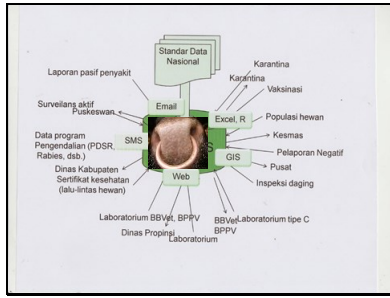 Standar Data
Nasional
Laporan pasif penyakit
Karantina
Karantina
Vaksinasi
Surveilans aktif
Puskeswan
Email
Excel, R
Populasi hewan
Data program
Pengendalian (PDSR,
Rabies, dsb.)
SMS
S
Kesmas
Pelaporan Negatif
GIS
Pusat
Dinas Kabupaten
Sertifikat kesehatan
(lalu-lintas hewan)
Web
Inspeksi daging
Laboratorium BBVet, BPPV
Dinas Propinsi
Laboratorium
BBVet
BPPV
Laboratorium tipe C